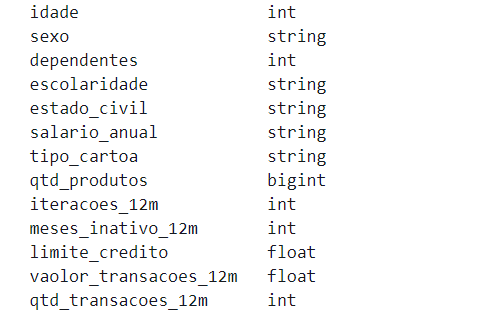 idade int
sexo string
dependentes int
escolaridade string
estado_civil string
salario_anual string
tipo_cartoa string
qtd_produtos bigint
iteracoes_12m int
meses_inativo_12m int
limite_credito float
vaolor_transacoes_12m float
qtd_transacoes_12m int